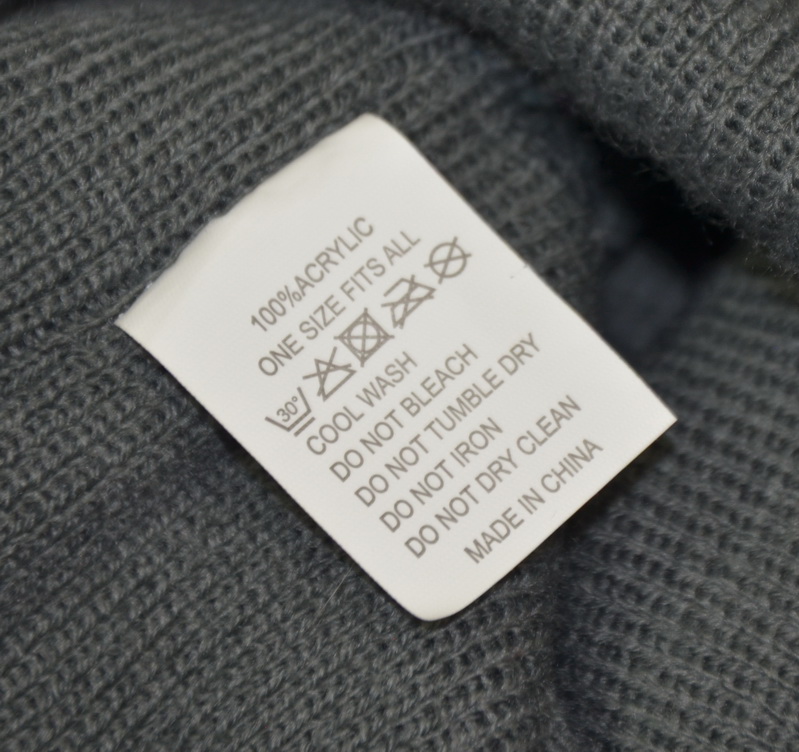 100%ACRYLIC
ONE SIZE FITS ALL
30°
COOL WASH
DO NOT BLEACH
DO NOT TUMBLE DRY
DO NOT IRON
DO NOT DRY CLEAN
MADE IN CHINA